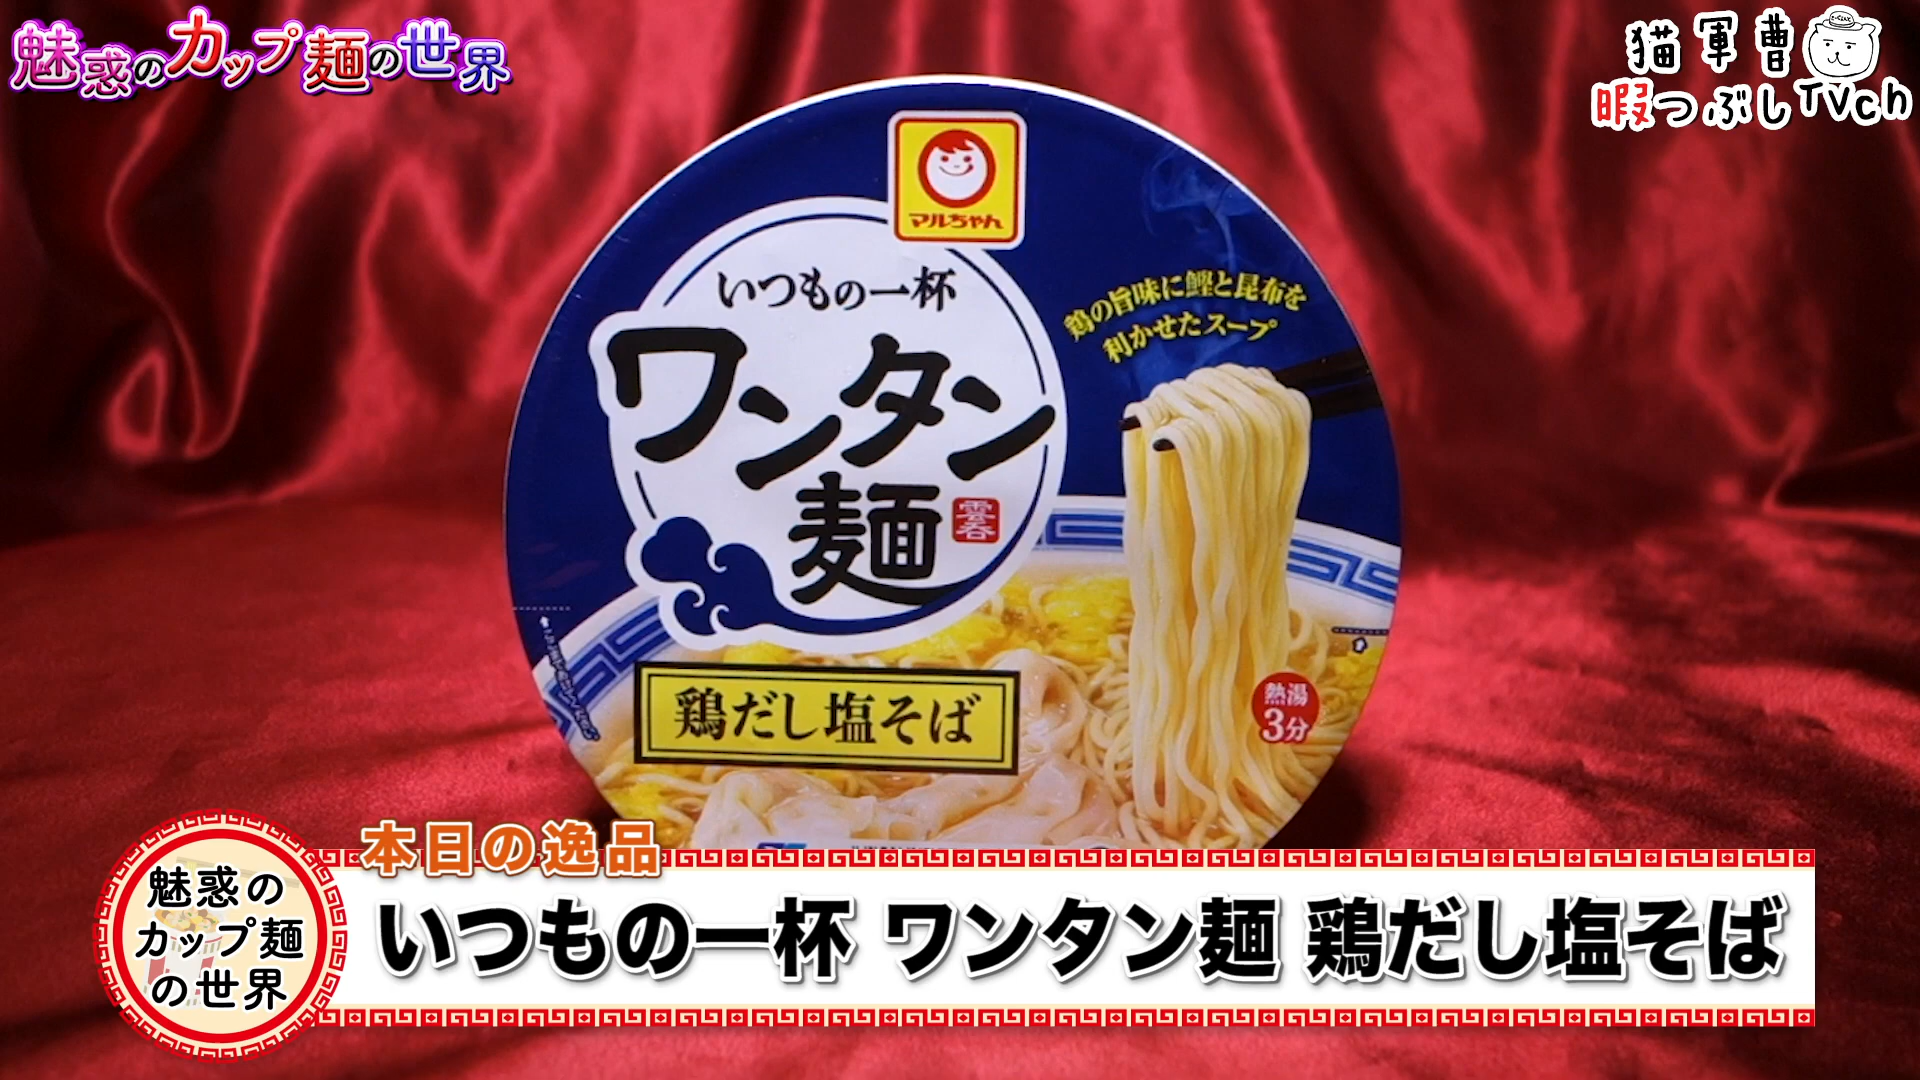 魅惑のカップ麺の世界
猫軍曹
暇つぶしTVch
マルちゃん
いつもの一杯
ワンタン
麺
雲呑
鶏の旨味に鰹と昆布を
利かせたスープ
鶏だし塩そば
熱湯
3分
本日の逸品
魅惑の
カップ麺
の世界
いつもの一杯 ワンタン麺 鶏だし塩そば